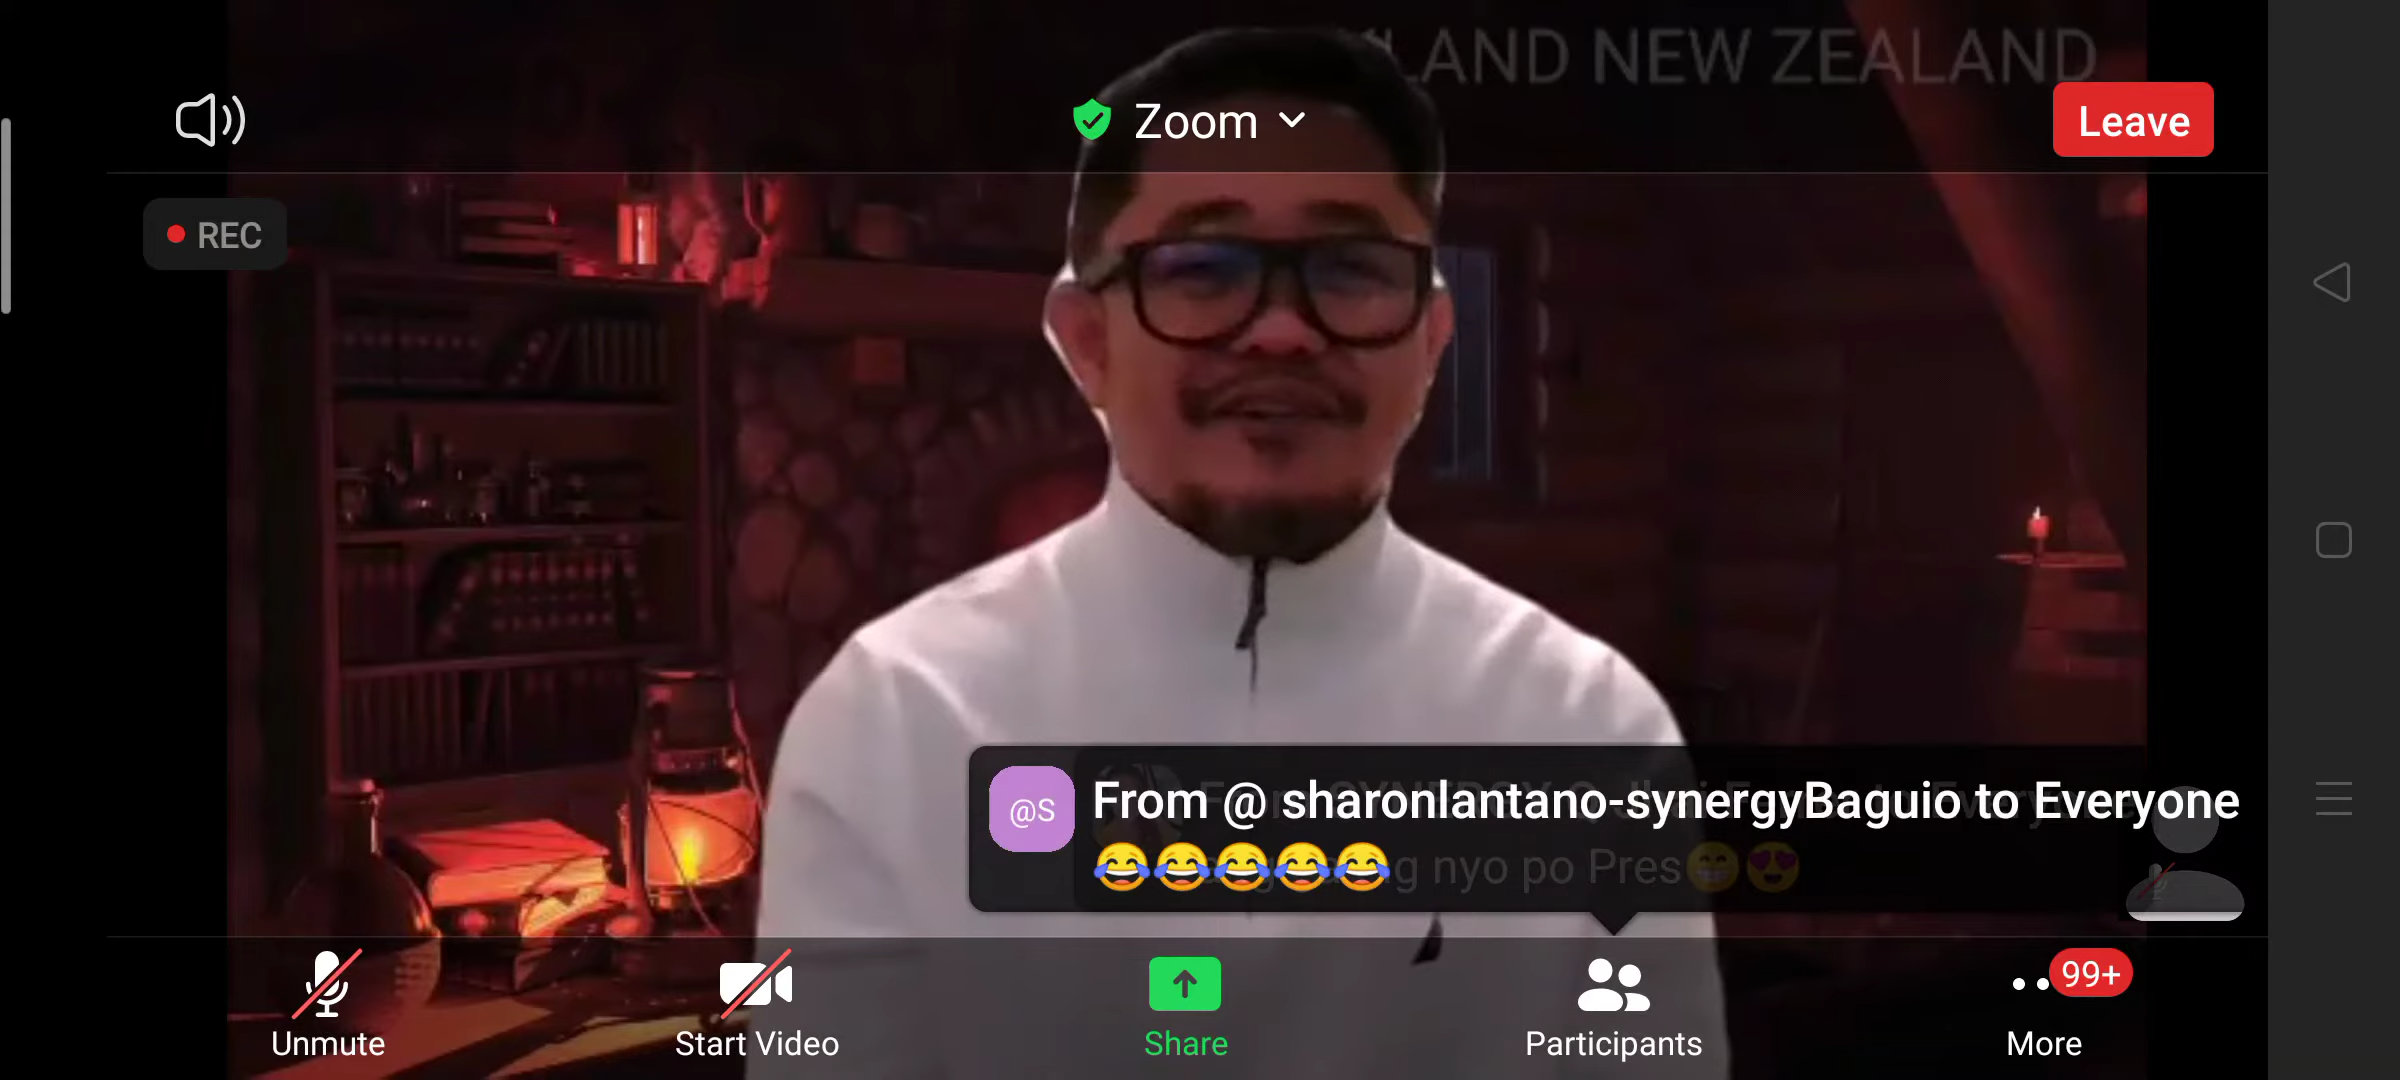 LAND NEW ZEALAND
Zoom
Leave
REC
@S
From @ sharonlantano-synergyBaguio to Everyone
😂😂😂😂😂
nyo po Pres😁😍
Unmute
Start Video
Share
Participants
99+
More